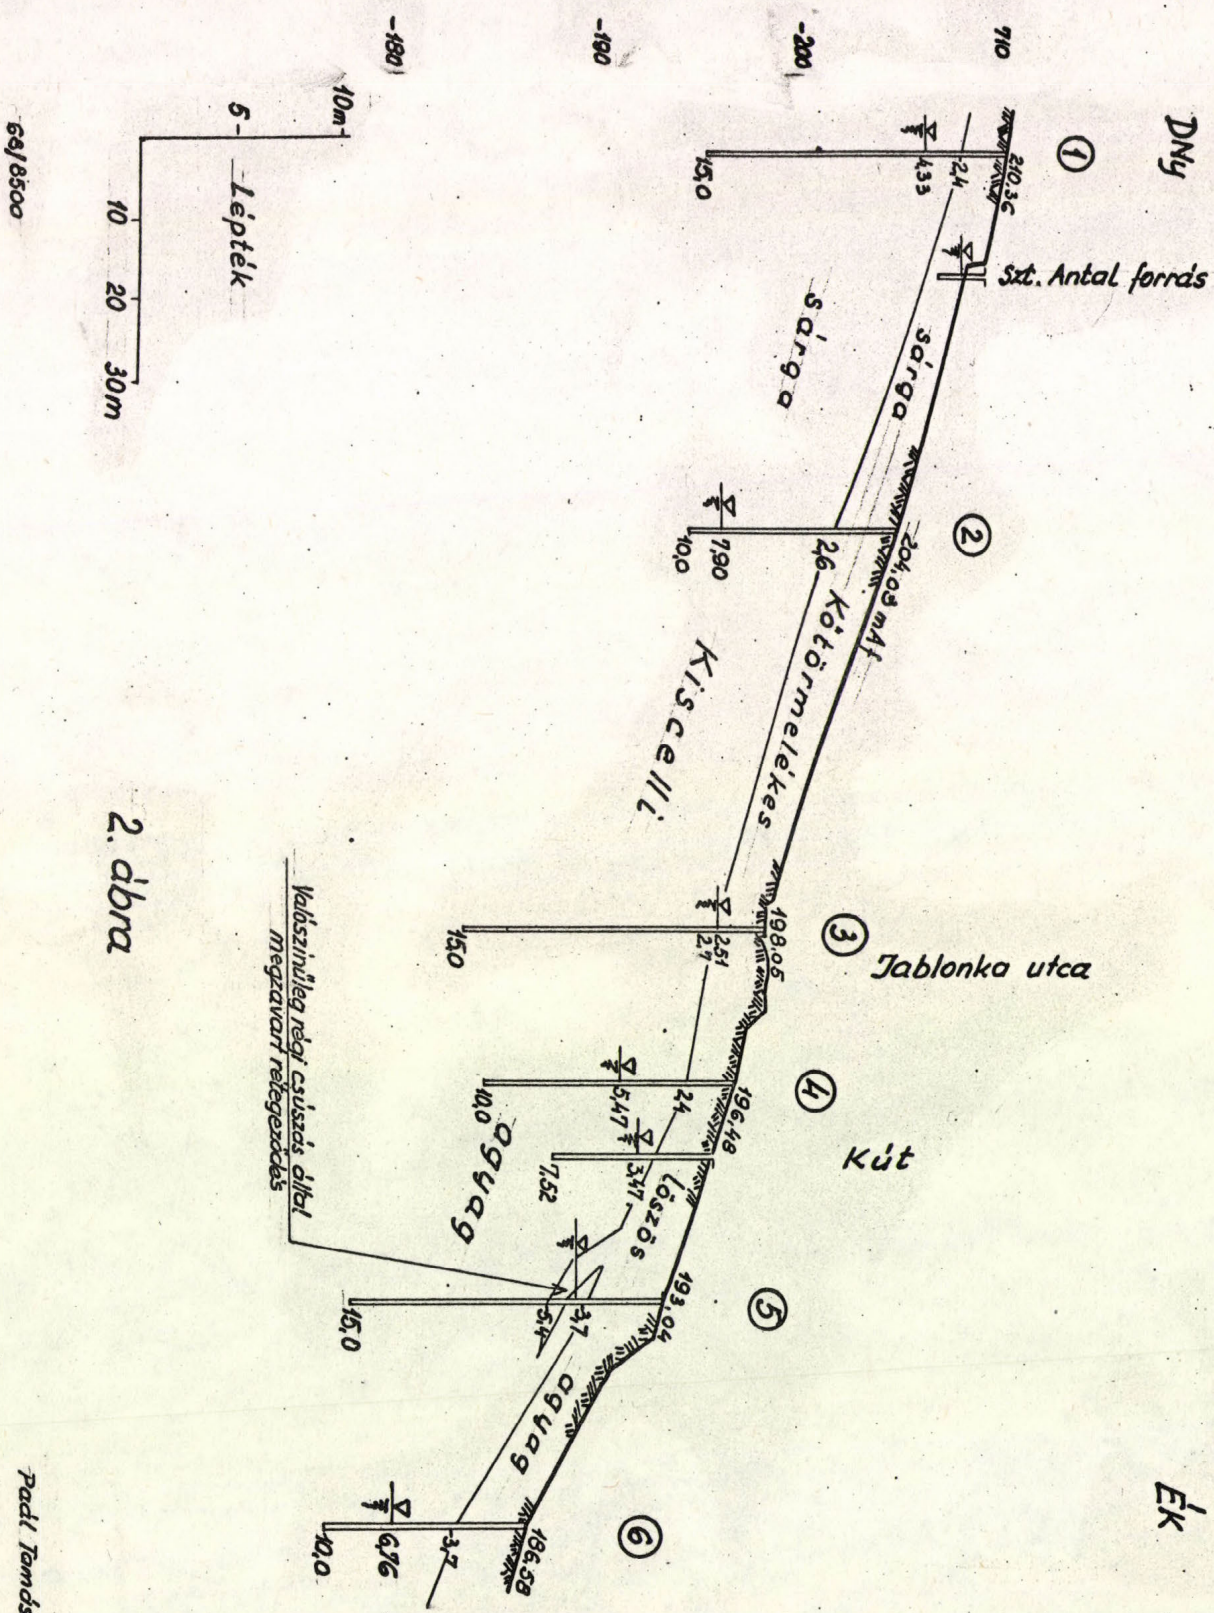 DNy
ÉK
① 
②
③
④
⑤
⑥
Szt. Antal forrás
Jablonka utca
Kút
710
-200
-190
-180
210.36
2,4
4,33
15,0
204.03 mAf
2,6
7,90
10,0
198.05
2,51
2,7
15,0
196.48
2,4
5,47
10,0
3,47
7,52
193,04
3,7
5,4
15,0
186.58
3,7
6,76
10,0
sárga Kőtörmelékes Löszös agyag
sárga Kiscelli agyag
Valószinüleg régi csúszás által
megzavart rétegeződés
10m
5
Lépték
10 20 30m
2. ábra
68/8500
Paál Tamás